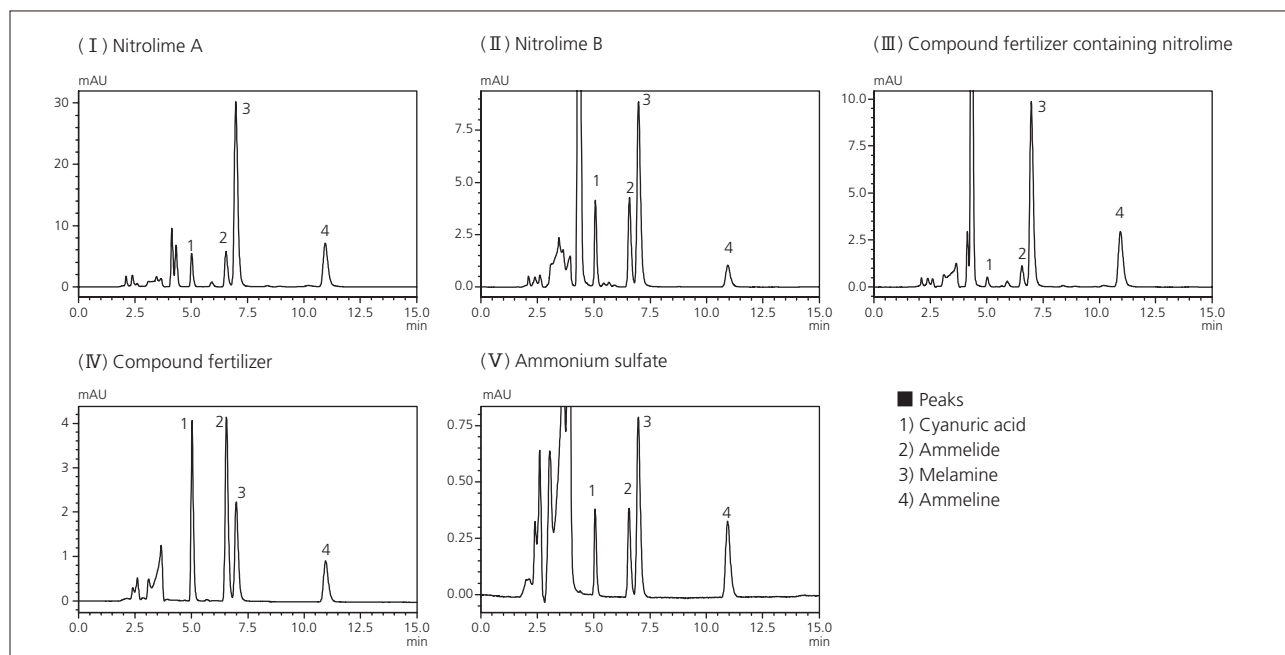 (Ⅰ) Nitrolime A
mAU
30
20
10
0
1
2
3
4
0.0 2.5 5.0 7.5 10.0 12.5 15.0
min
(Ⅱ) Nitrolime B
mAU
7.5
5.0
2.5
0.0
1
2
3
4
0.0 2.5 5.0 7.5 10.0 12.5 15.0
min
(Ⅲ) Compound fertilizer containing nitrolime
mAU
10.0
7.5
5.0
2.5
0.0
1
2
3
4
0.0 2.5 5.0 7.5 10.0 12.5 15.0
min
(Ⅳ) Compound fertilizer
mAU
4
3
2
1
0
1
2
3
4
0.0 2.5 5.0 7.5 10.0 12.5 15.0
min
(Ⅴ) Ammonium sulfate
mAU
0.75
0.50
0.25
0.00
1
2
3
4
0.0 2.5 5.0 7.5 10.0 12.5 15.0
min
■ Peaks
1) Cyanuric acid
2) Ammelide
3) Melamine
4) Ammeline